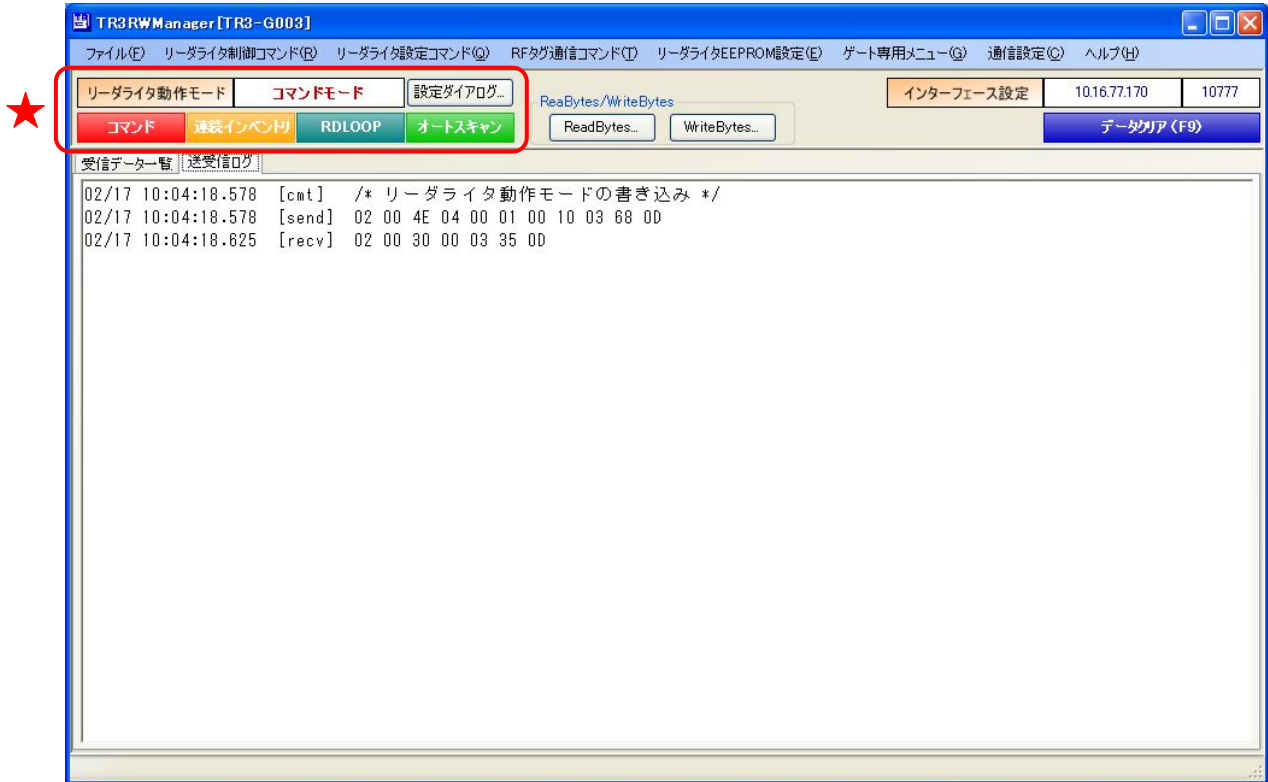 TR3RWManager[TR3-G003]
ファイル(F) リーダライタ制御コマンド(R) リーダライタ設定コマンド(Q) RFタグ通信コマンド(T) リーダライタEEPROM設定(E) ゲート専用メニュー(G) 通信設定(C) ヘルプ(H)
リーダライタ動作モード コマンドモード 設定ダイアログ... ReaBytes/WriteBytes インターフェース設定 10.16.77.170 10777
コマンド 連続インベントリ RDLOOP オートスキャン ReadBytes... WriteBytes... データクリア(F9)
受信データ一覧 送受信ログ
02/17 10:04:18.578 [cmt] /* リーダライタ動作モードの書き込み */
02/17 10:04:18.578 [send] 02 00 4E 04 00 01 00 10 03 68 0D
02/17 10:04:18.625 [recv] 02 00 30 00 03 35 0D